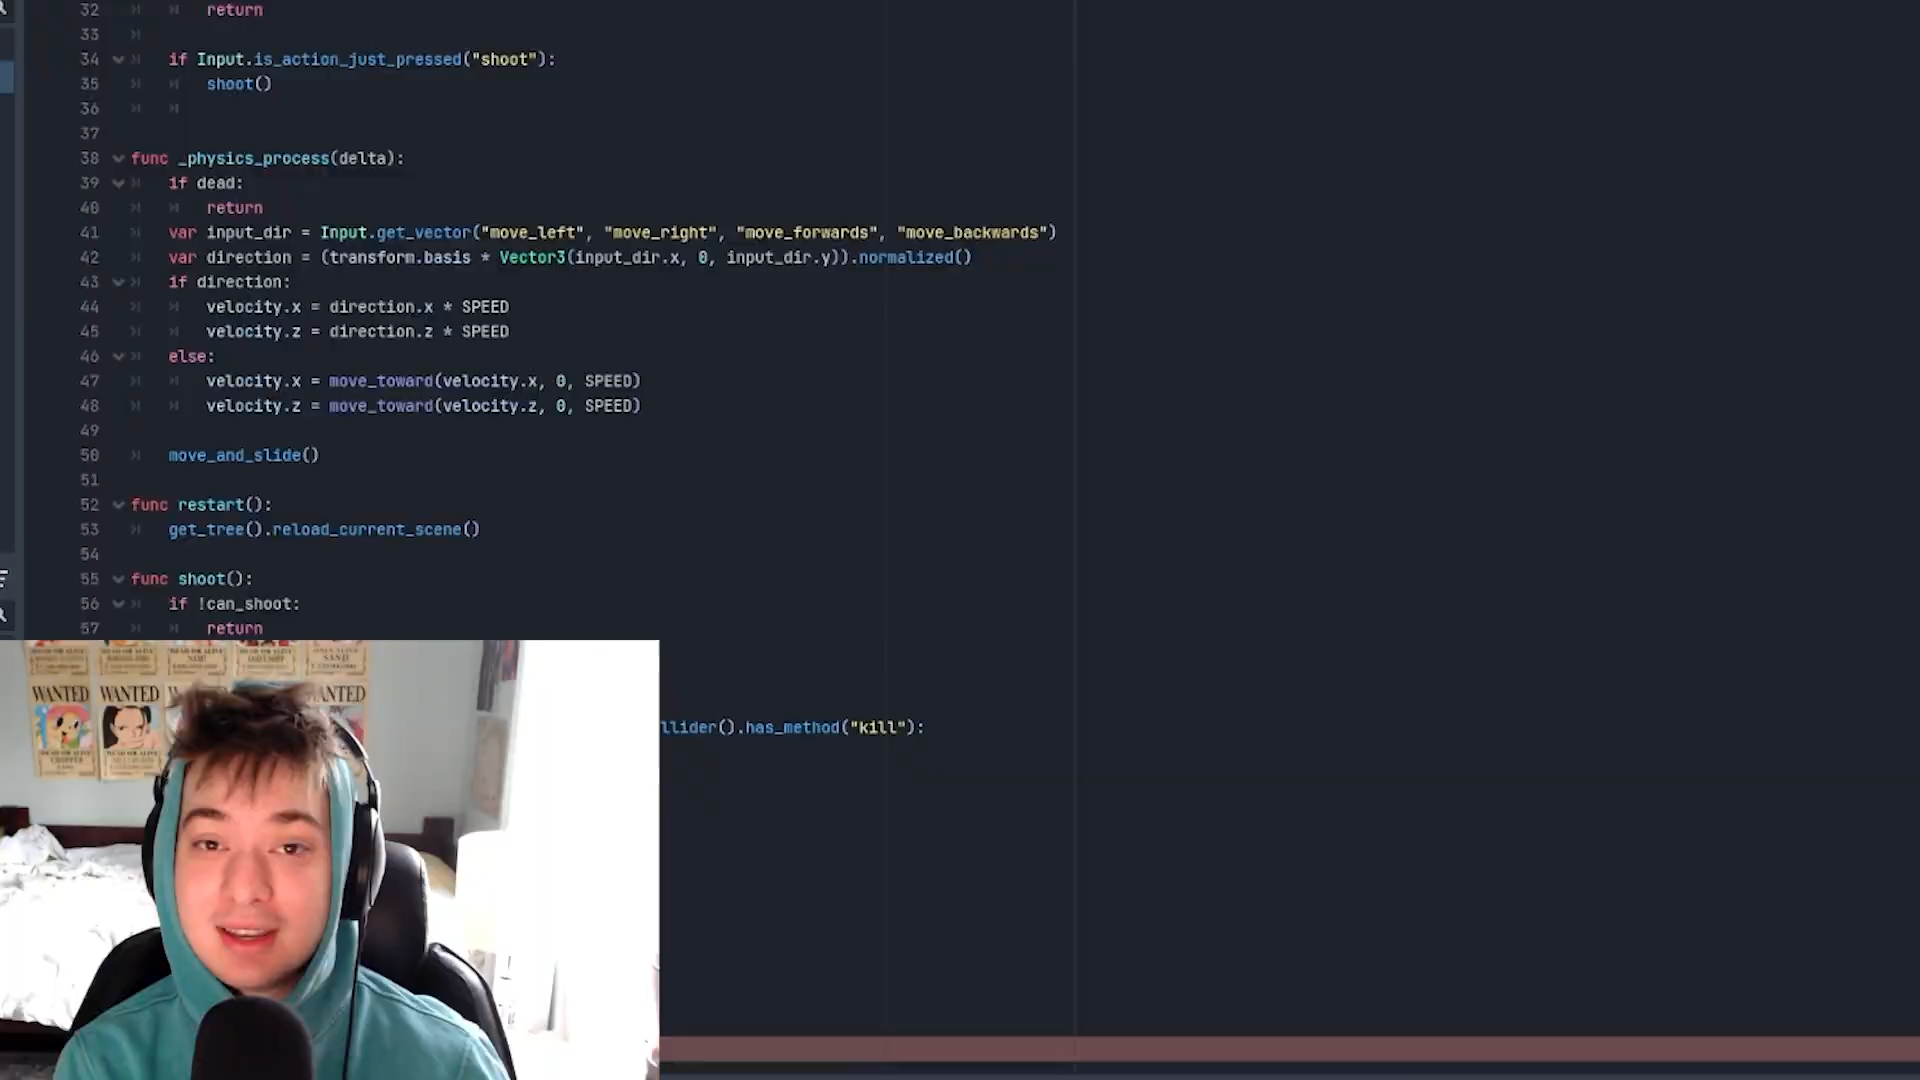 32 return
33
34 if Input.is_action_just_pressed("shoot"):
35 shoot()
36
37
38 func _physics_process(delta):
39 if dead:
40 return
41 var input_dir = Input.get_vector("move_left", "move_right", "move_forwards", "move_backwards")
42 var direction = (transform.basis * Vector3(input_dir.x, 0, input_dir.y)).normalized()
43 if direction:
44 velocity.x = direction.x * SPEED
45 velocity.z = direction.z * SPEED
46 else:
47 velocity.x = move_toward(velocity.x, 0, SPEED)
48 velocity.z = move_toward(velocity.z, 0, SPEED)
49
50 move_and_slide()
51
52 func restart():
53 get_tree().reload_current_scene()
54
55 func shoot():
56 if !can_shoot:
57 return
llider().has_method("kill"):
SANJI
WANTED WANTED WANTED
CHOPPER